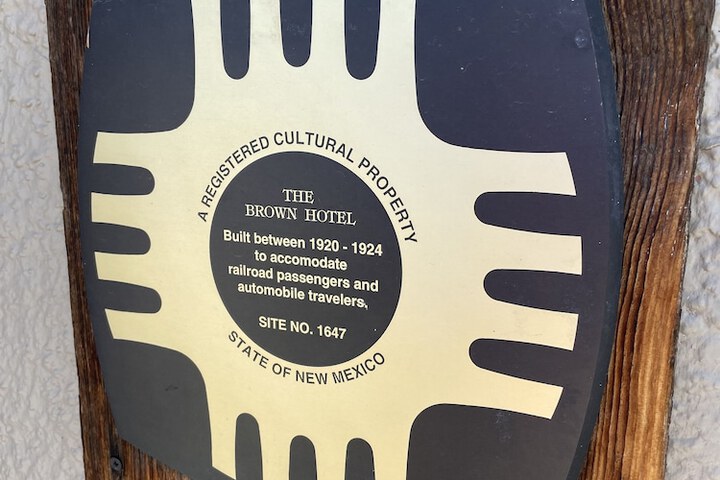 A REGISTERED CULTURAL PROPERTY
THE
BROWN HOTEL
Built between 1920 - 1924
to accomodate
railroad passengers and
automobile travelers.
SITE NO. 1647
STATE OF NEW MEXICO